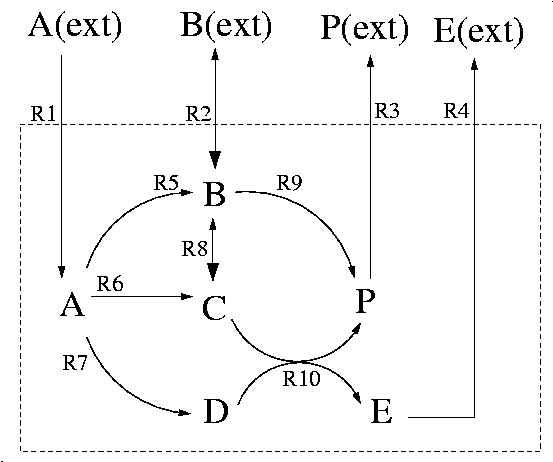 A(ext) B(ext) P(ext) E(ext)
R1 R2 R3 R4
R5 B R9
R8
A R6 C P
R7 R10
D E